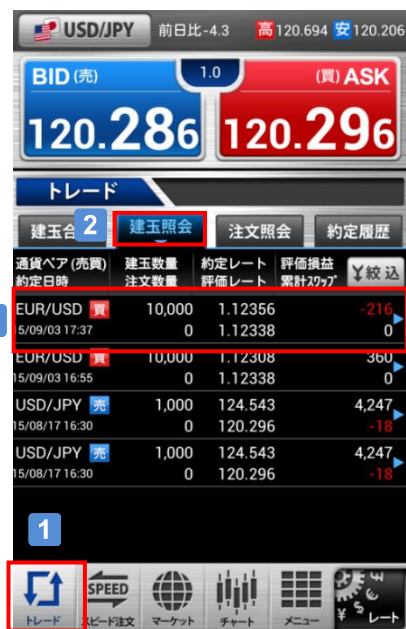 USD/JPY 前日比-4.3 高 120.694 安 120.206
BID (売) 1.0 (買) ASK
120.286 120.296
トレード
建玉合 2 建玉照会 注文照会 約定履歴
通貨ペア(売買) 建玉数量 約定レート 評価損益
約定日時 注文数量 評価レート 累計スワップ 絞込
EUR/USD 買 10,000 1.12356 -216
15/09/03 17:37 0 1.12338 0
EUR/USD 買 10,000 1.12308 360
15/09/03 16:55 0 1.12338 0
USD/JPY 売 1,000 124.543 4,247
15/08/17 16:30 0 120.296 -18
USD/JPY 売 1,000 124.543 4,247
15/08/17 16:30 0 120.296 -18
1
SPEED
トレード スピード注文 マーケット チャート メニュー レート